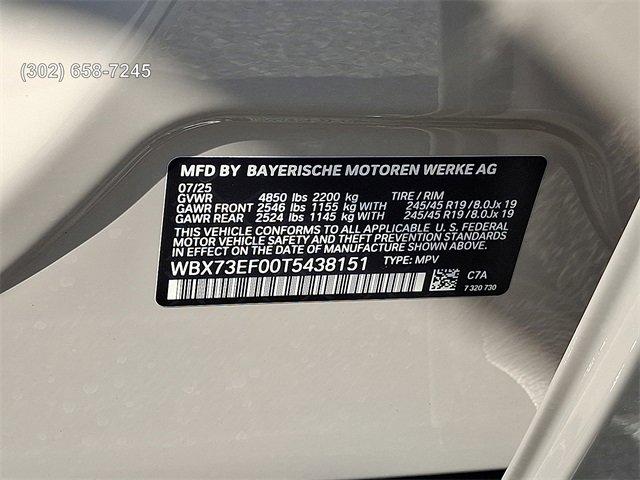 (302) 658-7245
MFD BY BAYERISCHE MOTOREN WERKE AG
07/25
GVWR 4850 lbs 2200 kg TIRE / RIM
GAWR FRONT 2546 lbs 1155 kg WITH 245/45 R19 / 8.0Jx 19
GAWR REAR 2524 lbs 1145 kg WITH 245/45 R19 / 8.0Jx 19
THIS VEHICLE CONFORMS TO ALL APPLICABLE U. S. FEDERAL
MOTOR VEHICLE SAFETY AND THEFT PREVENTION STANDARDS
IN EFFECT ON THE DATE OF MANUFACTURE SHOWN ABOVE.
WBX73EF00T5438151 TYPE: MPV
C7A
7 320 730